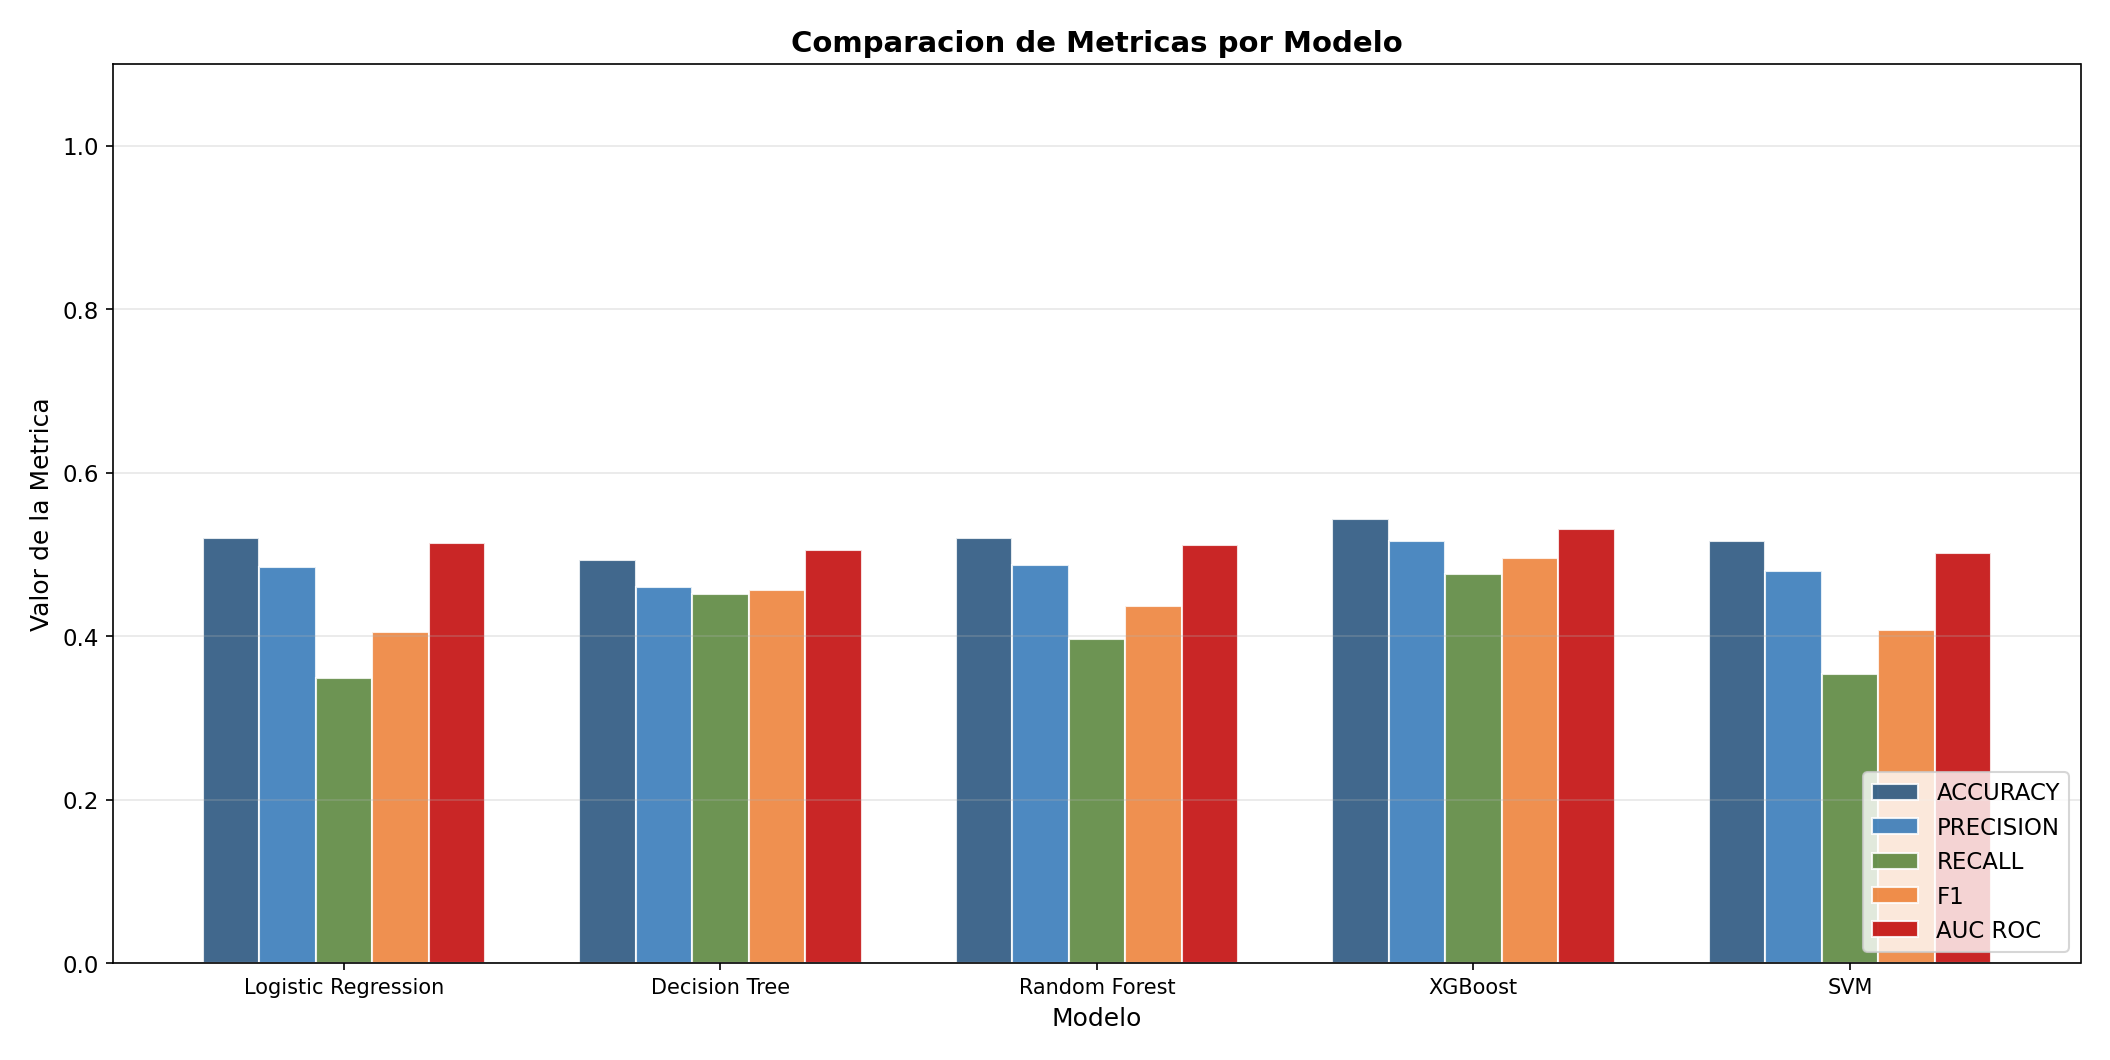 Comparacion de Metricas por Modelo
Valor de la Metrica
1.0
0.8
0.6
0.4
0.2
0.0
Logistic Regression
Decision Tree
Random Forest
XGBoost
SVM
Modelo
ACCURACY
PRECISION
RECALL
F1
AUC ROC